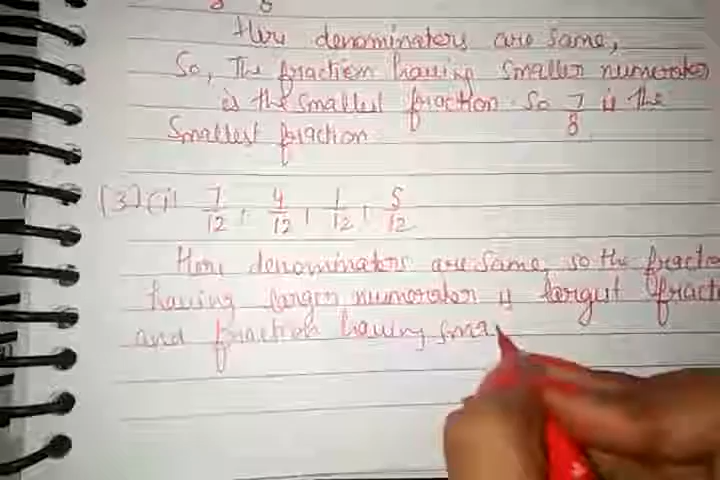 Here denominators are same,
So, The fraction having smaller numerator
is the smallest fraction. So 7/8 is the
Smallest fraction
(3)(i) 7/12, 4/12, 1/12, 5/12
Here denominators are same, so the fractio
having larger numerator is largest fract
and fraction having sma